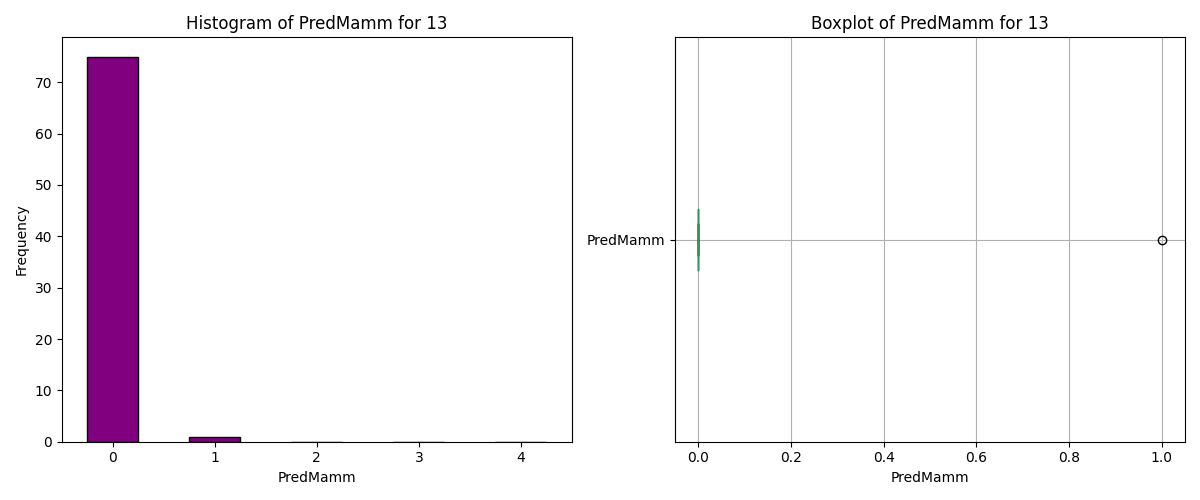 Histogram of PredMamm for 13
70
60
50
40
30
20
10
0
Frequency
0 1 2 3 4
PredMamm
Boxplot of PredMamm for 13
PredMamm
0.0 0.2 0.4 0.6 0.8 1.0
PredMamm